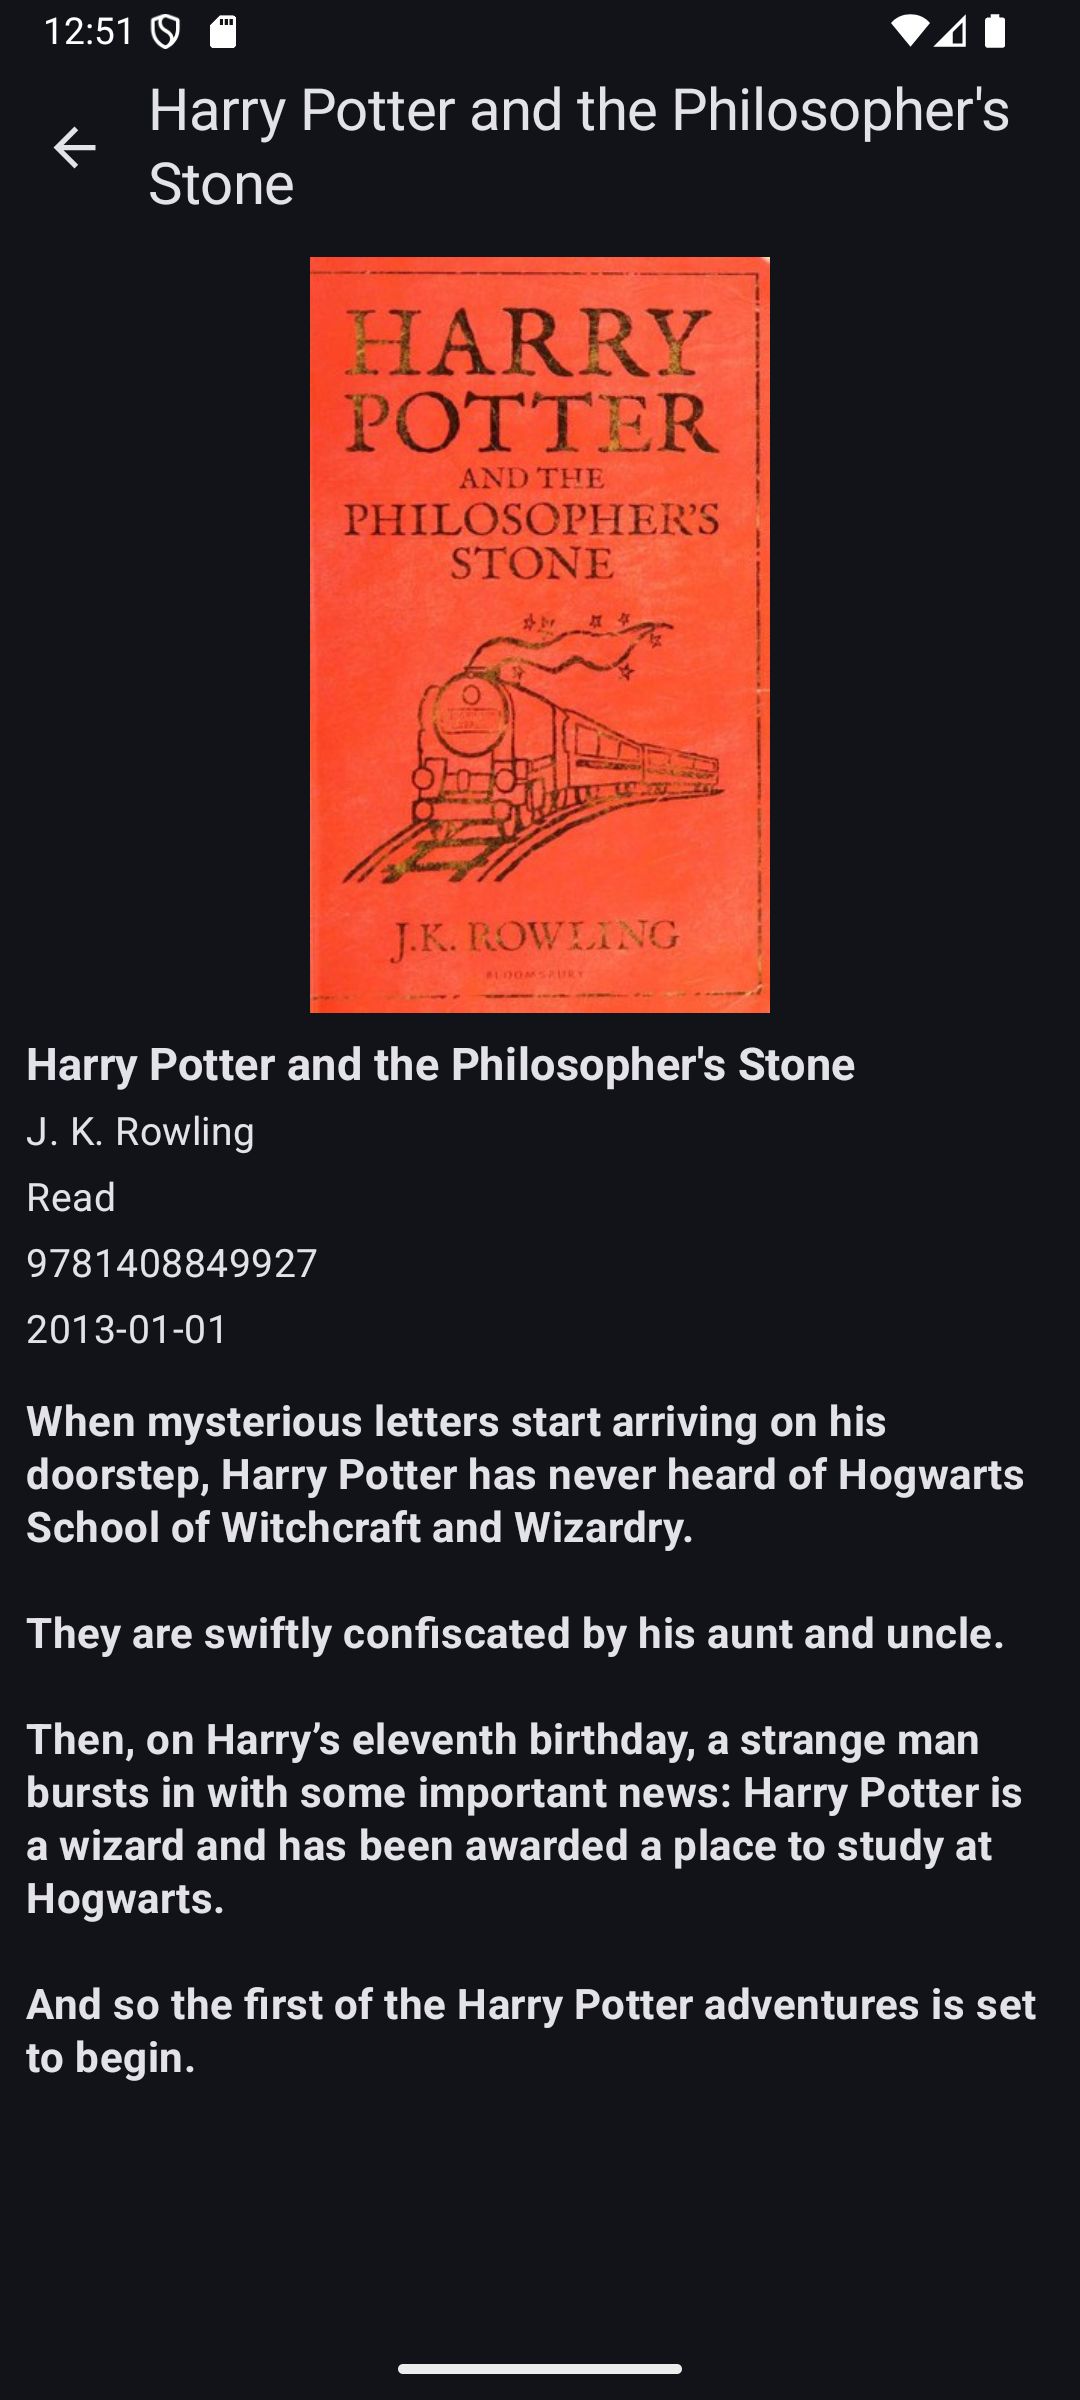 12:51
Harry Potter and the Philosopher's
Stone
HARRY
POTTER
AND THE
PHILOSOPHER'S
STONE
J.K. ROWLING
BLOOMSBURY
Harry Potter and the Philosopher's Stone
J. K. Rowling
Read
9781408849927
2013-01-01
When mysterious letters start arriving on his
doorstep, Harry Potter has never heard of Hogwarts
School of Witchcraft and Wizardry.
They are swiftly confiscated by his aunt and uncle.
Then, on Harry’s eleventh birthday, a strange man
bursts in with some important news: Harry Potter is
a wizard and has been awarded a place to study at
Hogwarts.
And so the first of the Harry Potter adventures is set
to begin.